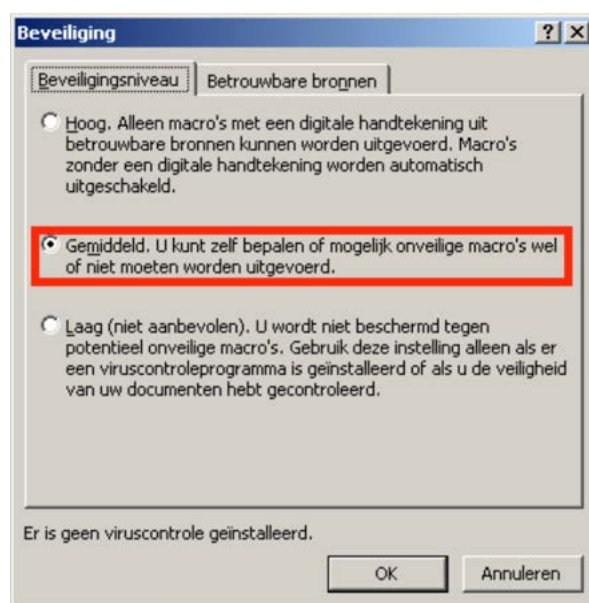 Beveiliging
Beveiligingsniveau
Betrouwbare bronnen
Hoog. Alleen macro's met een digitale handtekening uit
betrouwbare bronnen kunnen worden uitgevoerd. Macro's
zonder een digitale handtekening worden automatisch
uitgeschakeld.
Gemiddeld. U kunt zelf bepalen of mogelijk onveilige macro's wel
of niet moeten worden uitgevoerd.
Laag (niet aanbevolen). U wordt niet beschermd tegen
potentieel onveilige macro's. Gebruik deze instelling alleen als er
een viruscontroleprogramma is geïnstalleerd of als u de veiligheid
van uw documenten hebt gecontroleerd.
Er is geen viruscontrole geïnstalleerd.
OK
Annuleren